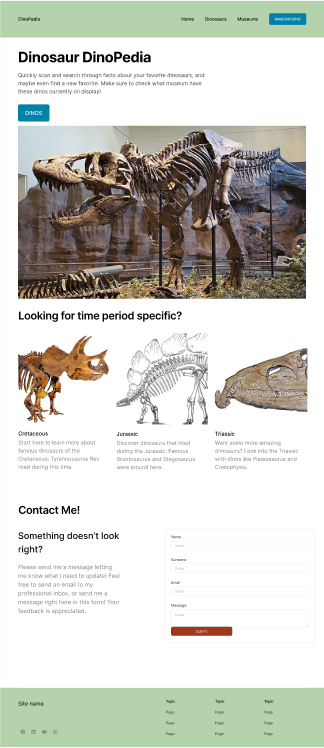 DinoPedia
Home Dinosaurs Museums RANDOM DINO
Dinosaur DinoPedia
Quickly scan and search through facts about your favorite dinosaurs, and
maybe even find a new favorite. Make sure to check what museum have
these dinos currently on display!
DINOS
Looking for time period specific?
Cretaceous
Start here to learn more about
famous dinosaurs of the
Cretaceous. Tyrannosaurus Rex
lived during this time.
Jurassic
Discover dinosaurs that lived
during the Jurassic. Famous
Brontosaurus and Stegosaurus
were around here.
Triassic
Want some more amazing
dinosaurs? Look into the Triassic
with dinos like Plateosaurus and
Coelophysis.
Contact Me!
Something doesn't look
right?
Please send me a message letting
me know what I need to update! Feel
free to send an email to my
professional inbox, or send me a
message right here in this form! Your
feedback is appreciated.
Name
Value
Surname
Value
Email
Value
Message
Value
Submit
Site name
Topic Topic Topic
Page Page Page
Page Page Page
Page Page Page